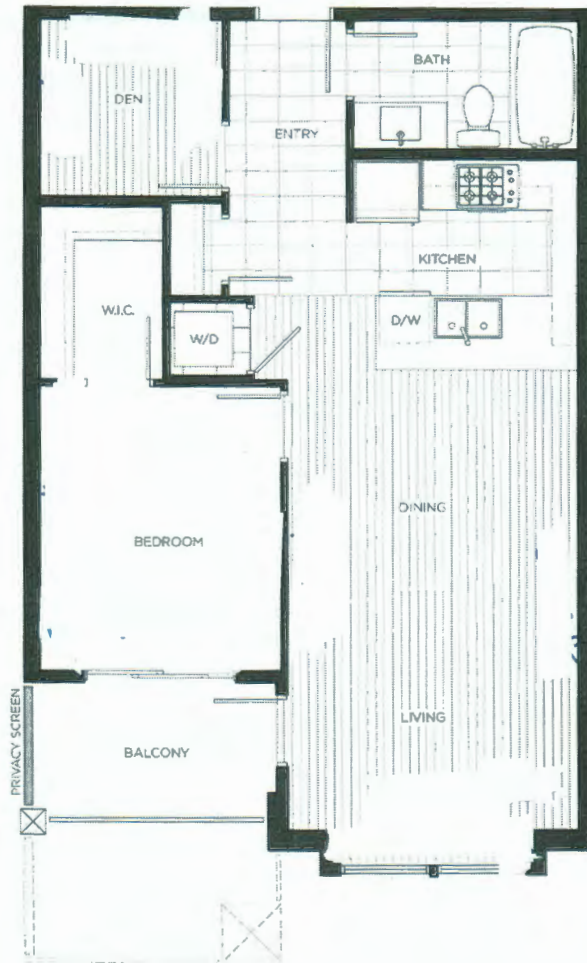 BATH
DEN
ENTRY
KITCHEN
W.I.C.
W/D
D/W
DINING
BEDROOM
LIVING
PRIVACY SCREEN
BALCONY